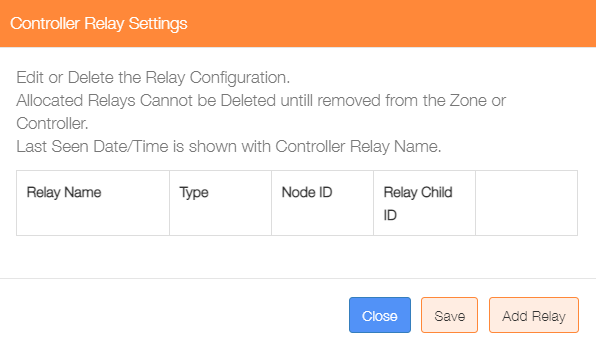 Controller Relay Settings
Edit or Delete the Relay Configuration.
Allocated Relays Cannot be Deleted untill removed from the Zone or
Controller.
Last Seen Date/Time is shown with Controller Relay Name.
Relay Name Type Node ID Relay Child
ID
Close Save Add Relay